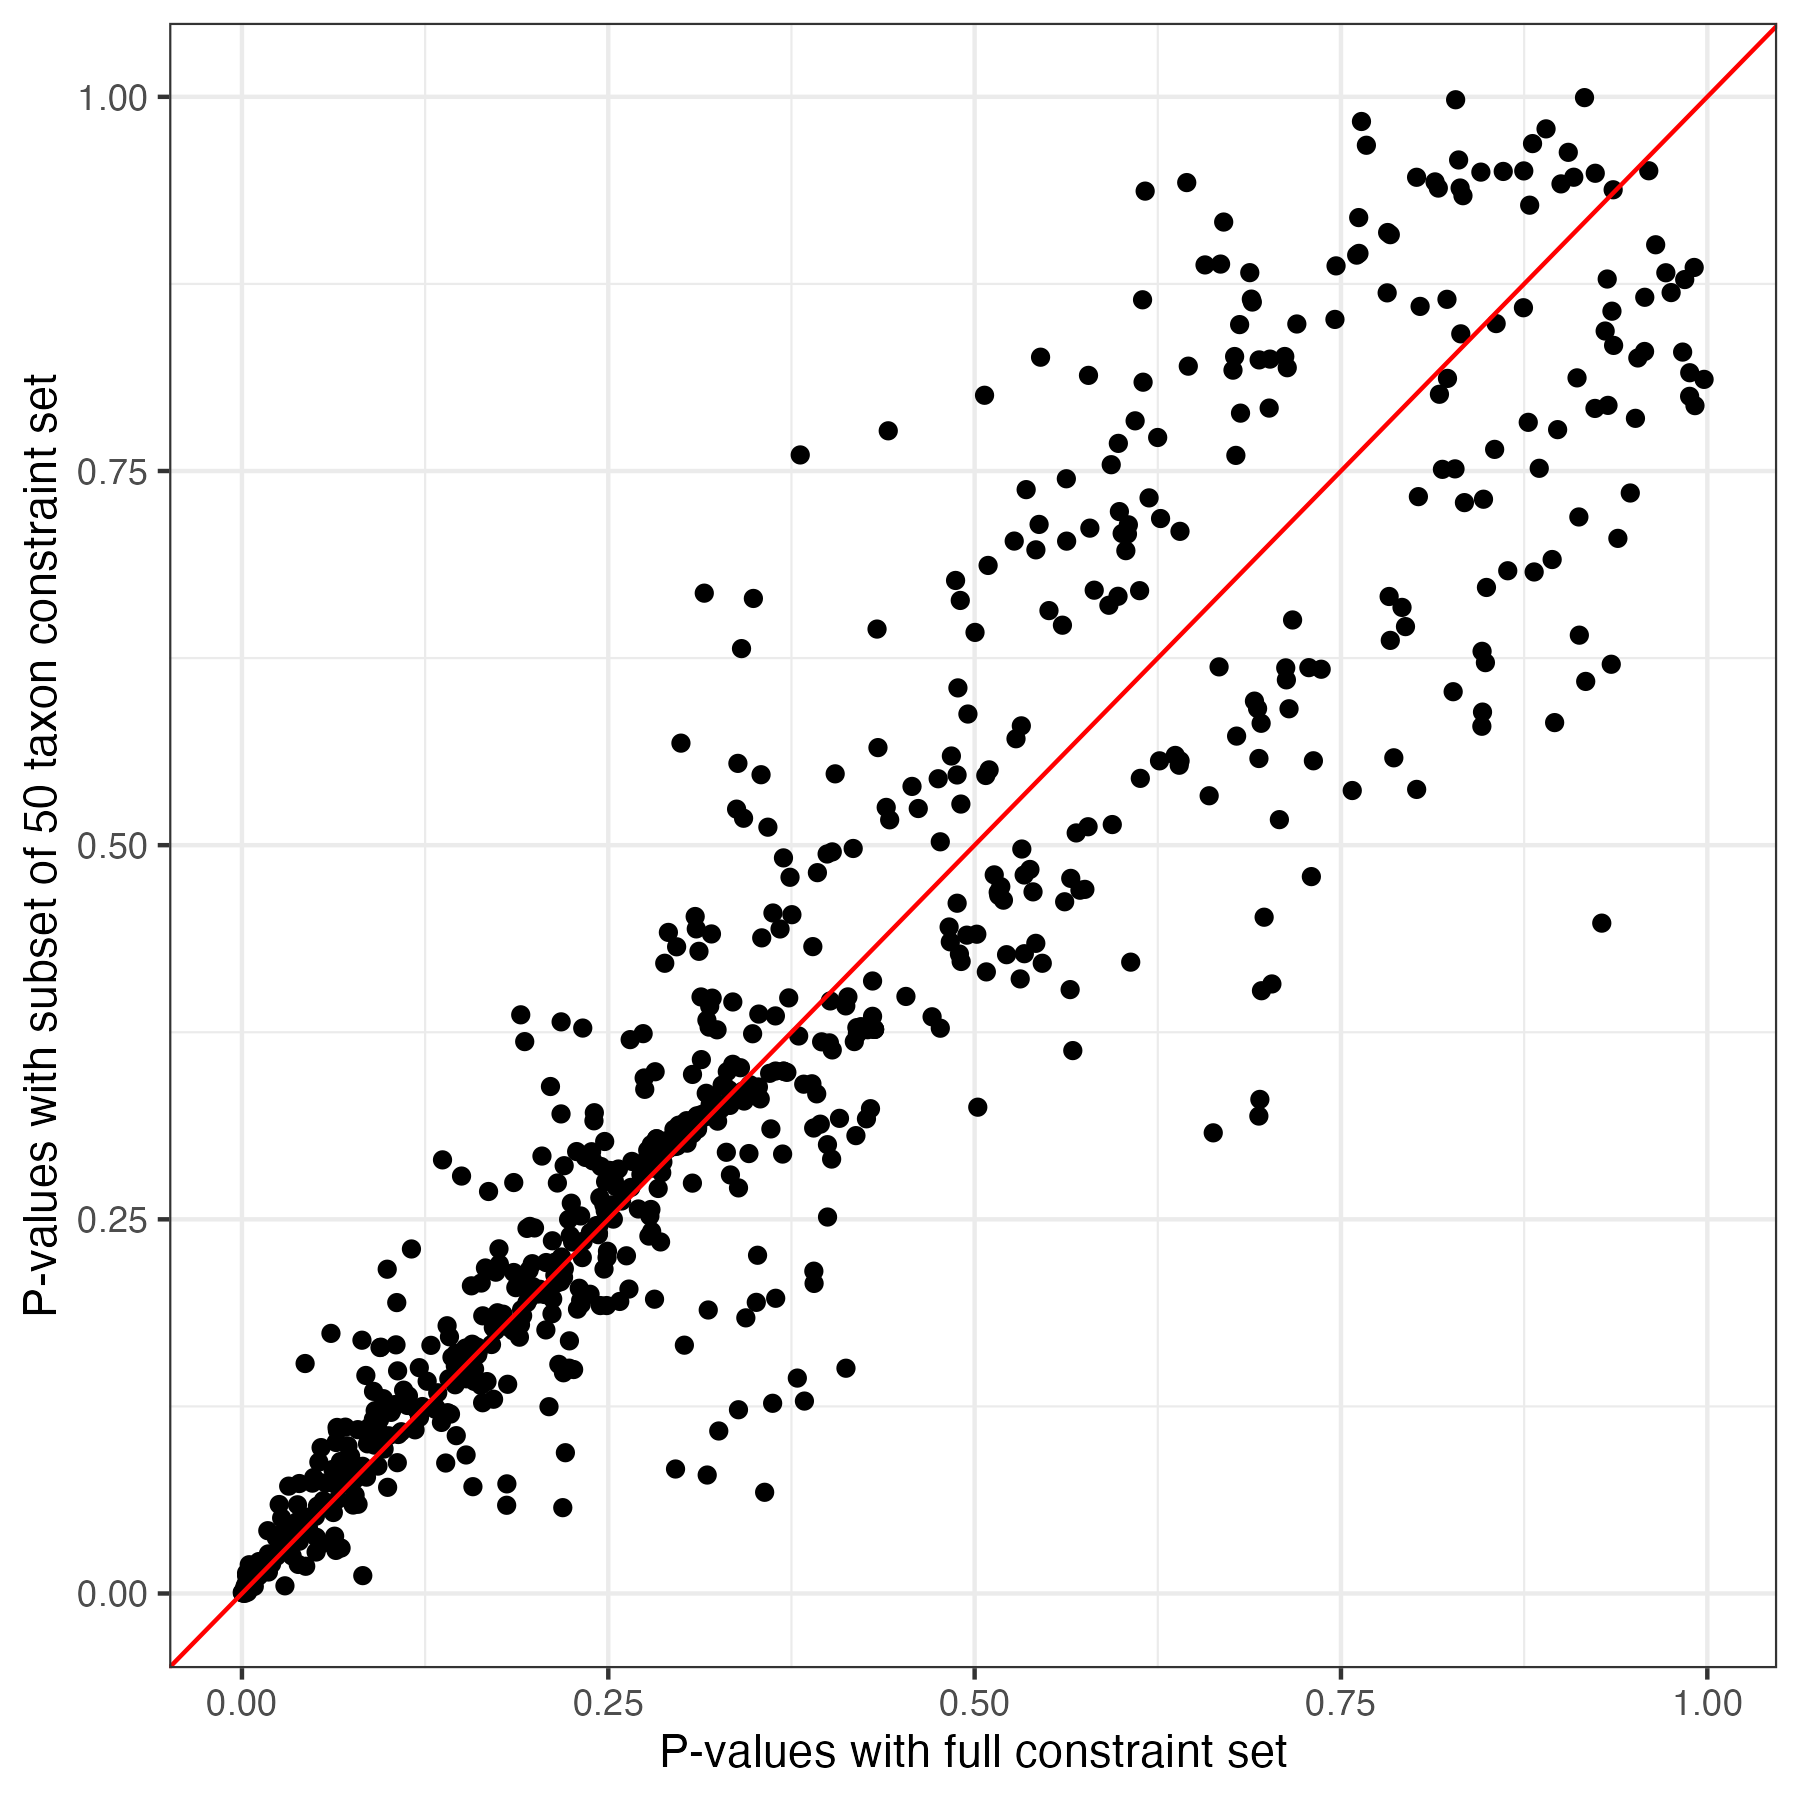 P-values with subset of 50 taxon constraint set
1.00
0.75
0.50
0.25
0.00
0.00 0.25 0.50 0.75 1.00
P-values with full constraint set